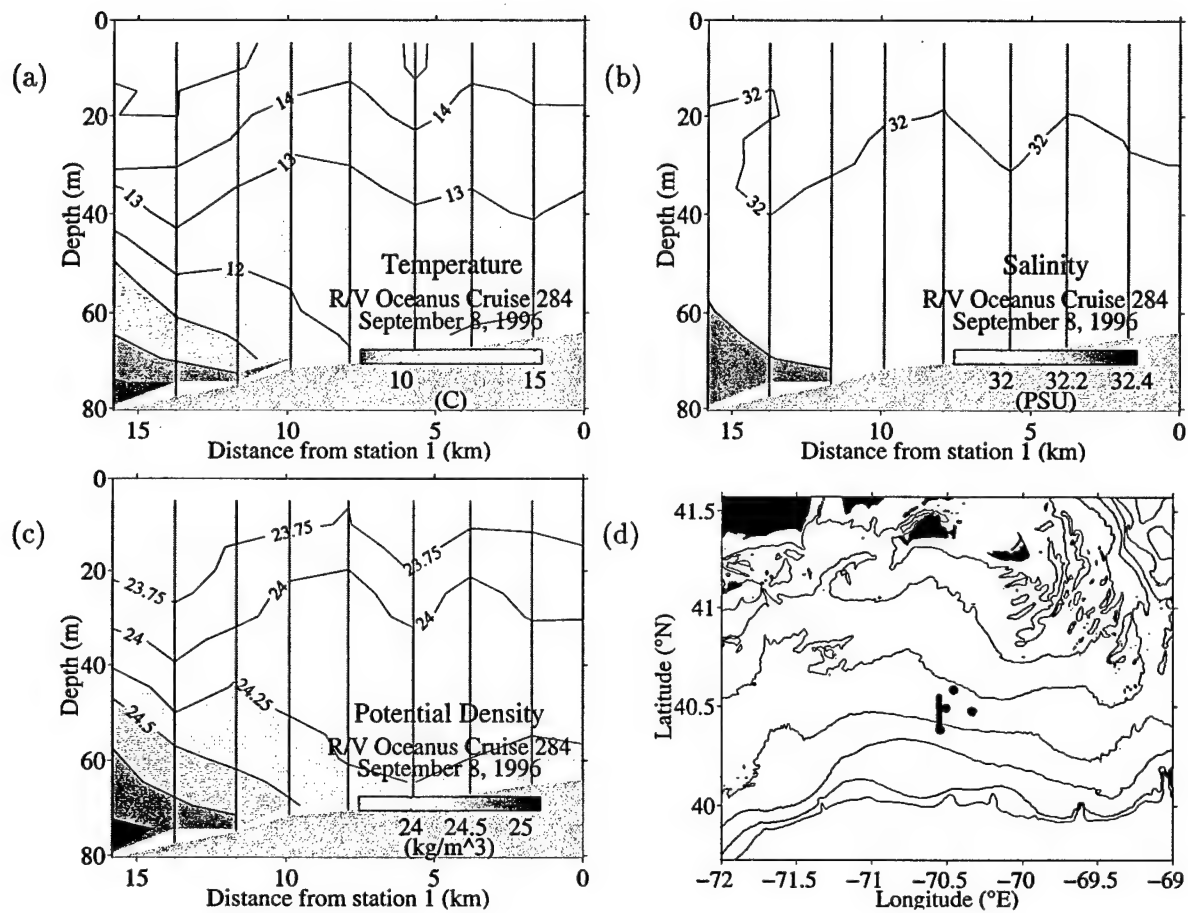 (a)
0
20
40
60
80
Depth (m)
14
14
13
13
13
12
Temperature
R/V Oceanus Cruise 284
September 8, 1996
10 15
(C)
15 10 5 0
Distance from station 1 (km)
(b)
0
20
40
60
80
Depth (m)
32
32
32
32
Salinity
R/V Oceanus Cruise 284
September 8, 1996
32 32.2 32.4
(PSU)
15 10 5 0
Distance from station 1 (km)
(c)
0
20
40
60
80
Depth (m)
23.75
23.75
23.75
24
24
24
24.25
24.5
Potential Density
R/V Oceanus Cruise 284
September 8, 1996
24 24.5 25
(kg/m^3)
15 10 5 0
Distance from station 1 (km)
(d)
41.5
41
40.5
40
Latitude (°N)
−72 −71.5 −71 −70.5 −70 −69.5 −69
Longitude (°E)